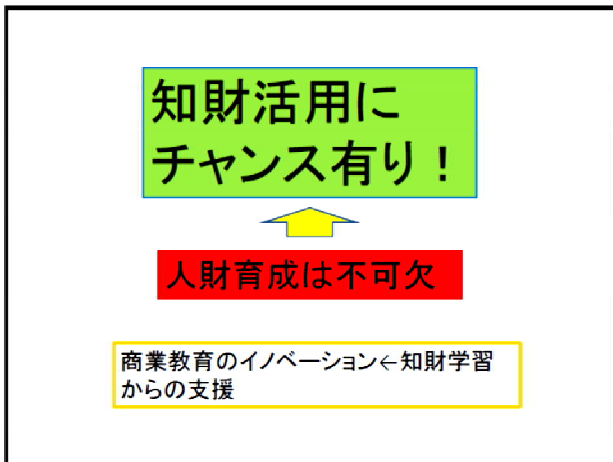 知財活用に
チャンス有り！
人財育成は不可欠
商業教育のイノベーション←知財学習
からの支援